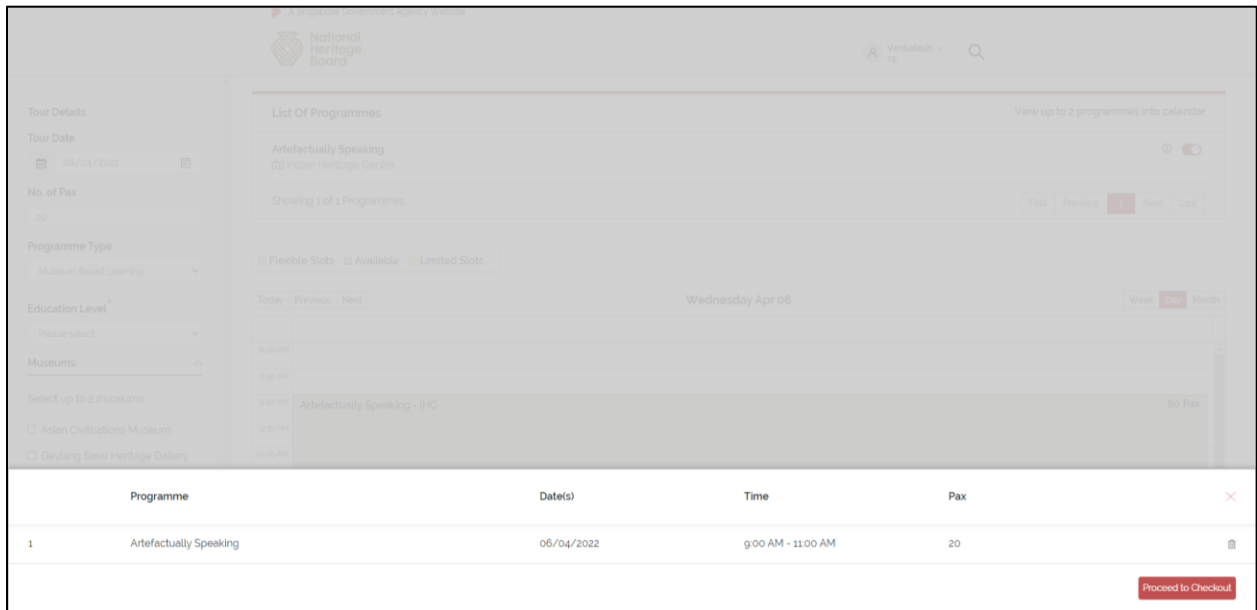 A Singapore Government Agency Website
National
Heritage
Board
Venkatesh
TE
Tour Details
Tour Date
06/04/2022
No. of Pax
20
Programme Type
Museum Based Learning
Education Level *
Please select
Museums
Select up to 2 museums
Asian Civilisations Museum
Geylang Serai Heritage Gallery
List Of Programmes
View up to 2 programmes into calender
Artefactually Speaking
Indian Heritage Centre
Showing 1 of 1 Programmes
First Previous 1 Next Last
Flexible Slots Available Limited Slots
Today Previous Next
Wednesday Apr 06
Week Day Month
8:00 AM
8:30 AM
9:00 AM
Artefactually Speaking - IHC
60 Pax
9:30 AM
10:00 AM
Programme Date(s) Time Pax
1 Artefactually Speaking 06/04/2022 9:00 AM - 11:00 AM 20
Proceed to Checkout